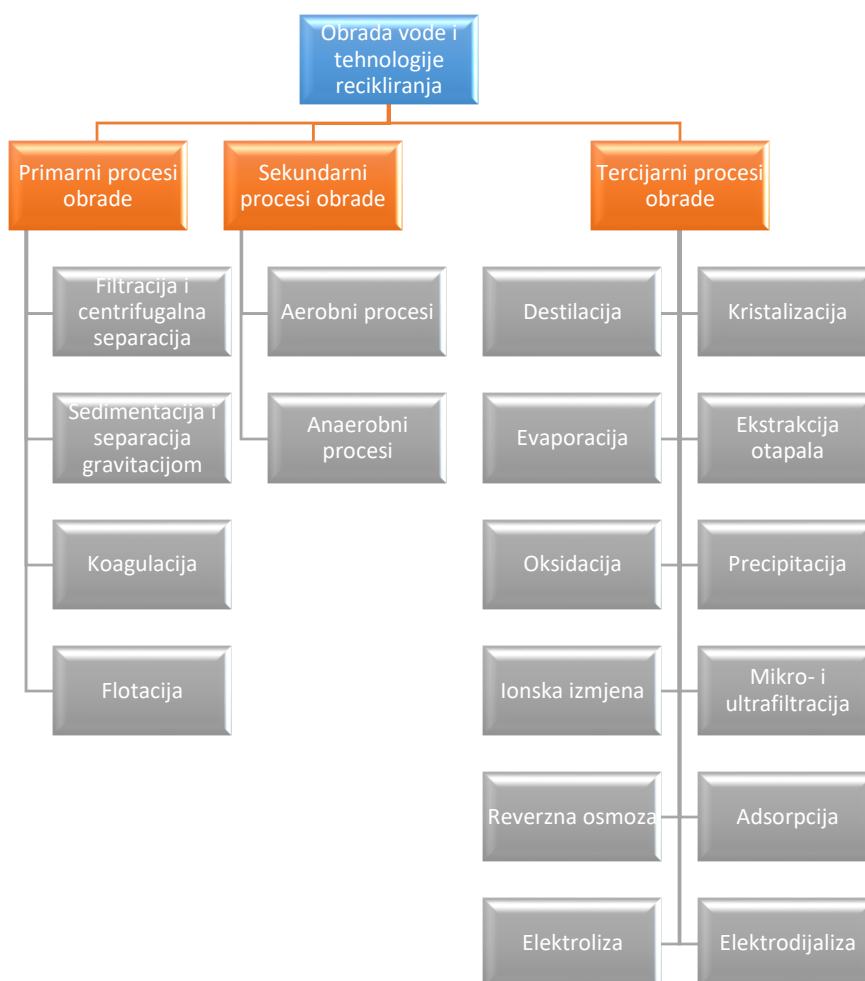 Obrada vode i
tehnologije
recikliranja
Primarni procesi
obrade
Sekundarni
procesi obrade
Tercijarni procesi
obrade
Filtracija i
centrifugalna
separacija
Sedimentacija i
separacija
gravitacijom
Koagulacija
Flotacija
Aerobni procesi
Anaerobni
procesi
Destilacija
Kristalizacija
Evaporacija
Ekstrakcija
otapala
Oksidacija
Precipitacija
Ionska izmjena
Mikro- i
ultrafiltracija
Reverzna osmoza
Adsorpcija
Elektroliza
Elektrodijaliza